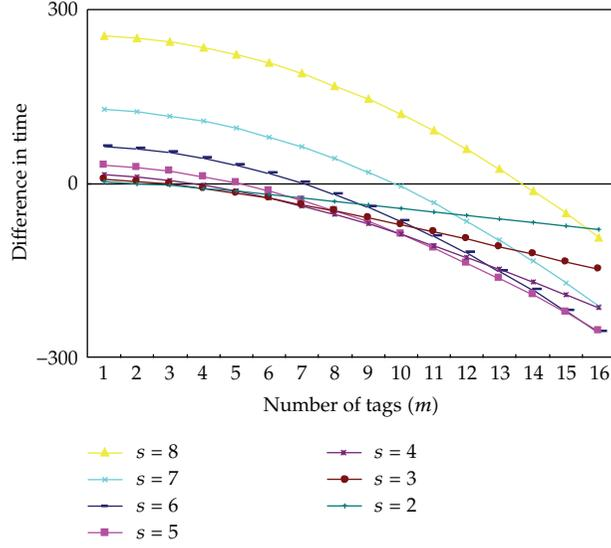 300
0
−300
Difference in time
1 2 3 4 5 6 7 8 9 10 11 12 13 14 15 16
Number of tags (m)
s = 8
s = 7
s = 6
s = 5
s = 4
s = 3
s = 2